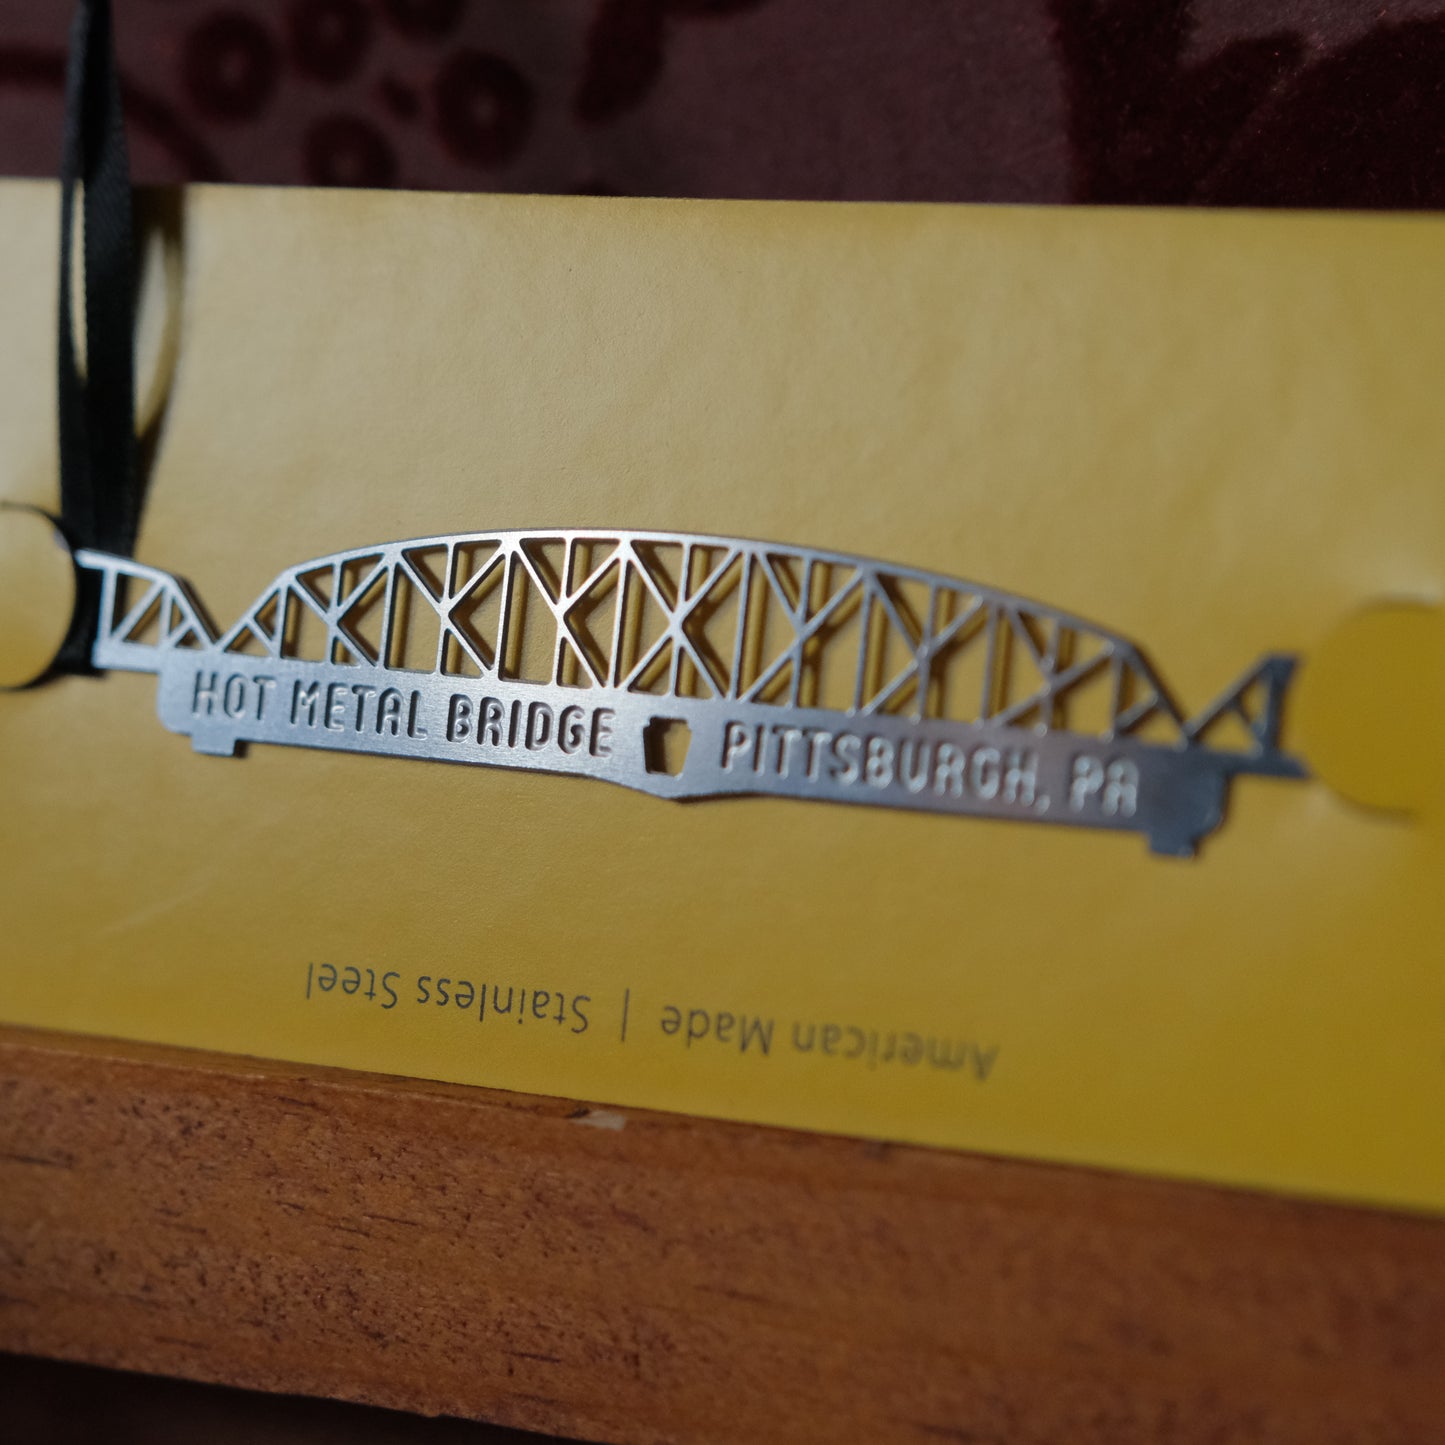 HOT METAL BRIDGE PITTSBURGH, PA
American Made | Stainless Steel